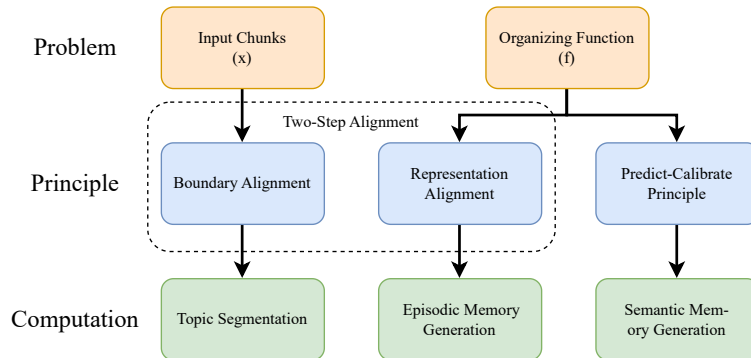 Problem
Input Chunks
(x)
Organizing Function
(f)
Two-Step Alignment
Principle
Boundary Alignment
Representation
Alignment
Predict-Calibrate
Principle
Computation
Topic Segmentation
Episodic Memory
Generation
Semantic Mem-
ory Generation